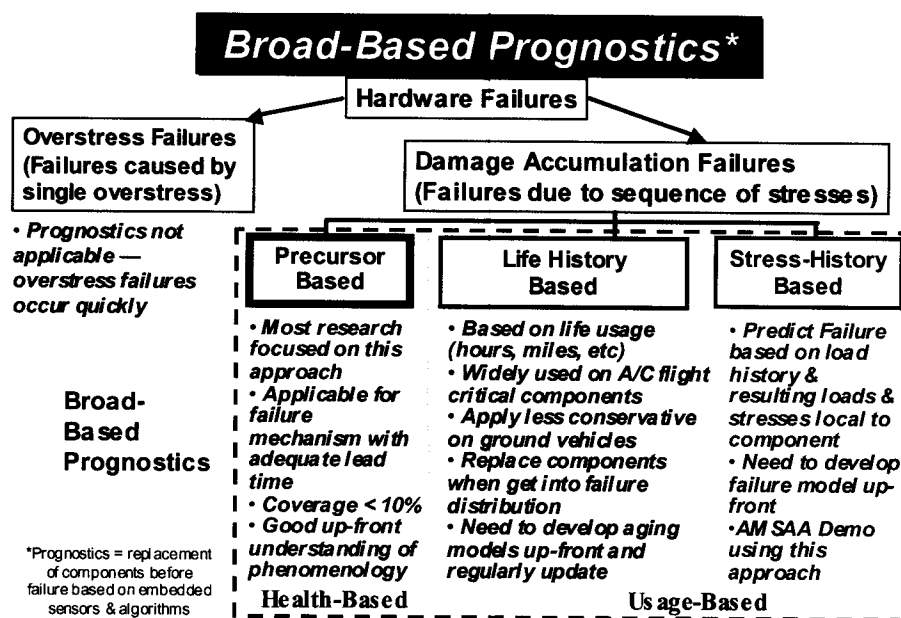 Broad-Based Prognostics*
Hardware Failures
Overstress Failures
(Failures caused by
single overstress)
• Prognostics not
applicable —
overstress failures
occur quickly
Damage Accumulation Failures
(Failures due to sequence of stresses)
Precursor
Based
• Most research
focused on this
approach
• Applicable for
failure
mechanism with
adequate lead
time
• Coverage < 10%
• Good up-front
understanding of
phenomenology
Life History
Based
• Based on life usage
(hours, miles, etc)
• Widely used on A/C flight
critical components
• Apply less conservative
on ground vehicles
• Replace components
when get into failure
distribution
• Need to develop aging
models up-front and
regularly update
Stress-History
Based
• Predict Failure
based on load
history &
resulting loads &
stresses local to
component
• Need to develop
failure model up-
front
•AMSAA Demo
using this
approach
Broad-
Based
Prognostics
*Prognostics = replacement
of components before
failure based on embedded
sensors & algorithms
Health-Based
Usage-Based